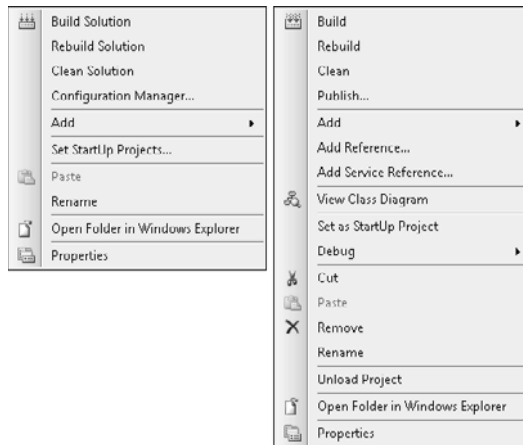 Build Solution
Rebuild Solution
Clean Solution
Configuration Manager...
Add
Set StartUp Projects...
Paste
Rename
Open Folder in Windows Explorer
Properties
Build
Rebuild
Clean
Publish...
Add
Add Reference...
Add Service Reference...
View Class Diagram
Set as StartUp Project
Debug
Cut
Paste
Remove
Rename
Unload Project
Open Folder in Windows Explorer
Properties